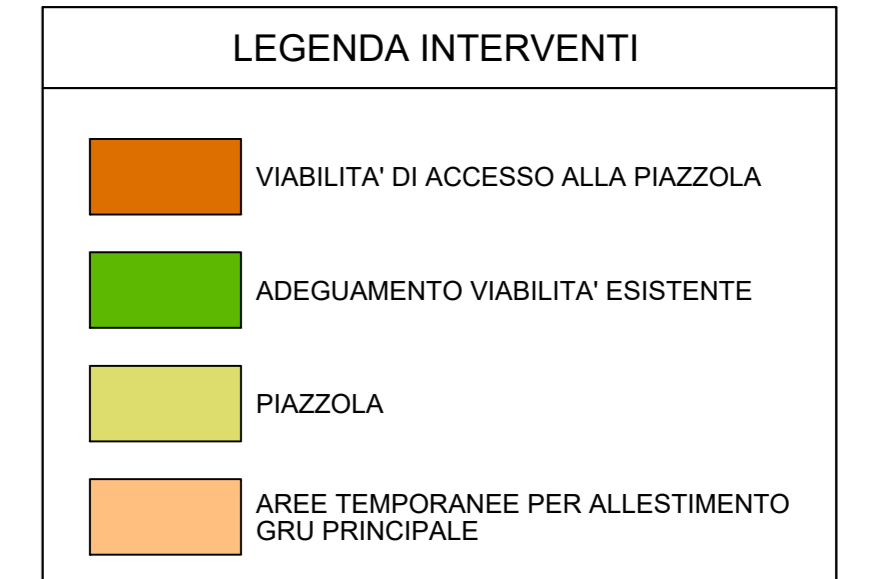 LEGENDA INTERVENTI
VIABILITA' DI ACCESSO ALLA PIAZZOLA
ADEGUAMENTO VIABILITA' ESISTENTE
PIAZZOLA
AREE TEMPORANEE PER ALLESTIMENTO
GRU PRINCIPALE